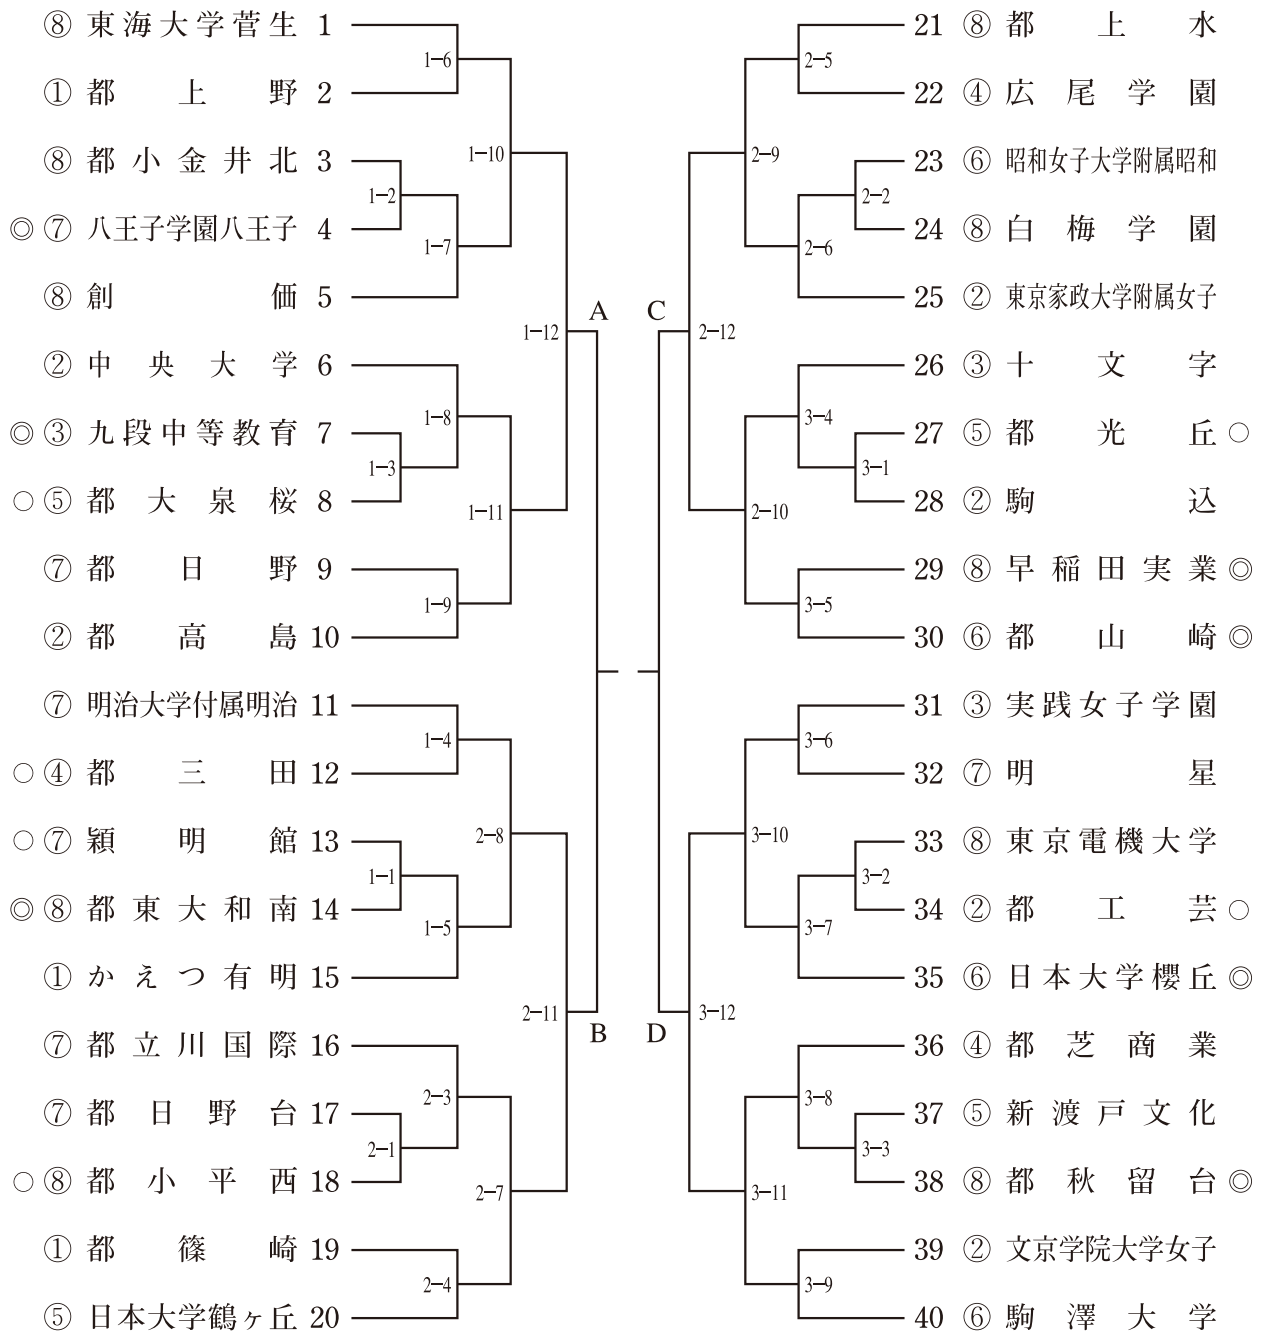 ⑧ 東海大学菅生 1
1−6
① 都上野 2
1−10
⑧ 都小金井北 3
1−2
◎ ⑦ 八王子学園八王子 4
1−7
⑧ 創価 5
A
1−12
② 中央大学 6
1−8
◎ ③ 九段中等教育 7
1−3
○ ⑤ 都大泉桜 8
1−11
⑦ 都日野 9
1−9
② 都高島 10
⑦ 明治大学付属明治 11
1−4
○ ④ 都三田 12
2−8
○ ⑦ 穎明館 13
1−1
◎ ⑧ 都東大和南 14
1−5
① かえつ有明 15
2−11
B
⑦ 都立川国際 16
2−3
⑦ 都日野台 17
2−1
○ ⑧ 都小平西 18
2−7
① 都篠崎 19
2−4
⑤ 日本大学鶴ヶ丘 20
21 ⑧ 都上水
2−5
22 ④ 広尾学園
2−9
23 ⑥ 昭和女子大学附属昭和
2−2
24 ⑧ 白梅学園
2−6
25 ② 東京家政大学附属女子
C
2−12
26 ③ 十文字
3−4
27 ⑤ 都光丘 ○
3−1
28 ② 駒込
2−10
29 ⑧ 早稲田実業 ◎
3−5
30 ⑥ 都山崎 ◎
31 ③ 実践女子学園
3−6
32 ⑦ 明星
3−10
33 ⑧ 東京電機大学
3−2
34 ② 都工芸 ○
3−7
35 ⑥ 日本大学櫻丘 ◎
3−12
D
36 ④ 都芝商業
3−8
37 ⑤ 新渡戸文化
3−3
38 ⑧ 都秋留台 ◎
3−11
39 ② 文京学院大学女子
3−9
40 ⑥ 駒澤大学